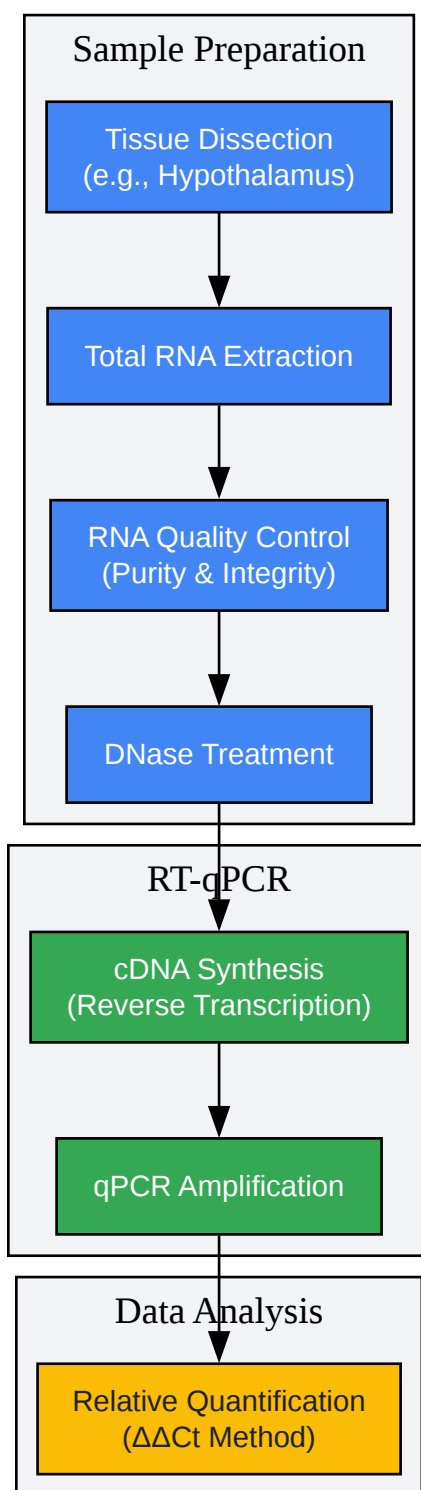 Sample Preparation
Tissue Dissection
(e.g., Hypothalamus)
Total RNA Extraction
RNA Quality Control
(Purity & Integrity)
DNase Treatment
RT-qPCR
cDNA Synthesis
(Reverse Transcription)
qPCR Amplification
Data Analysis
Relative Quantification
(ΔΔCt Method)